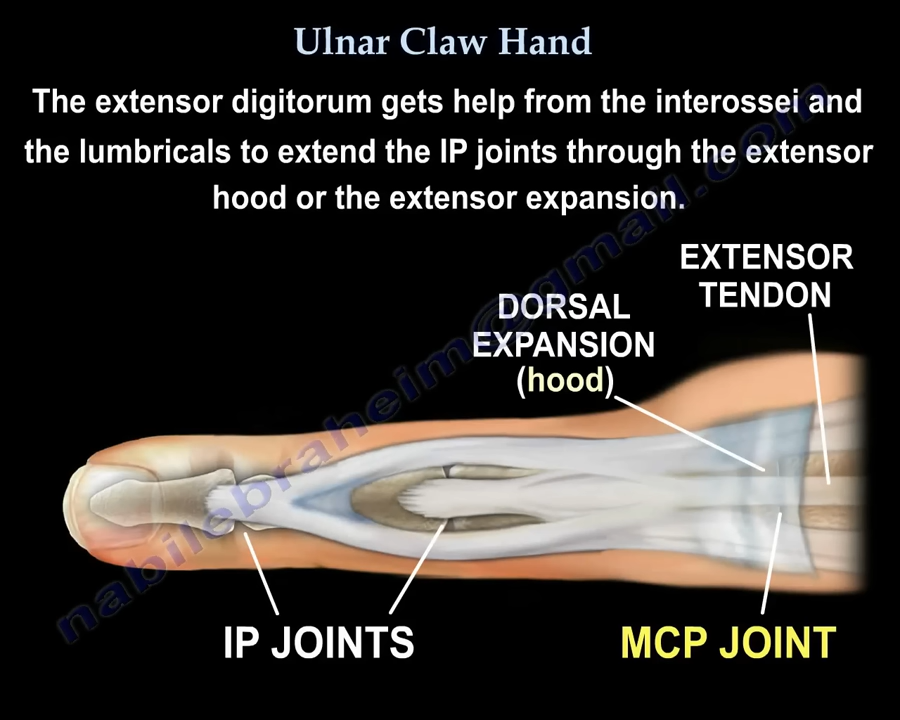 Ulnar Claw Hand
The extensor digitorum gets help from the interossei and
the lumbricals to extend the IP joints through the extensor
hood or the extensor expansion.
EXTENSOR
TENDON
DORSAL
EXPANSION
(hood)
IP JOINTS
MCP JOINT
nabilebraheim@gmail.com